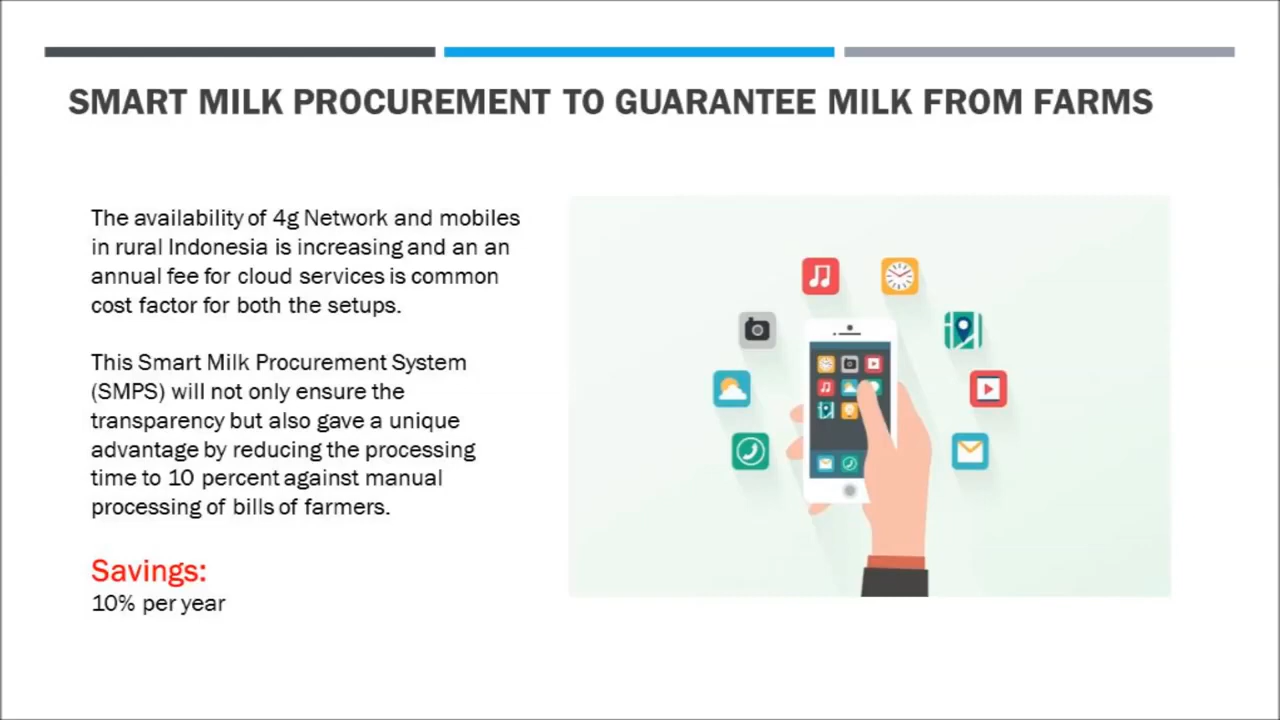 SMART MILK PROCUREMENT TO GUARANTEE MILK FROM FARMS
The availability of 4g Network and mobiles
in rural Indonesia is increasing and an an
annual fee for cloud services is common
cost factor for both the setups.
This Smart Milk Procurement System
(SMPS) will not only ensure the
transparency but also gave a unique
advantage by reducing the processing
time to 10 percent against manual
processing of bills of farmers.
Savings:
10% per year